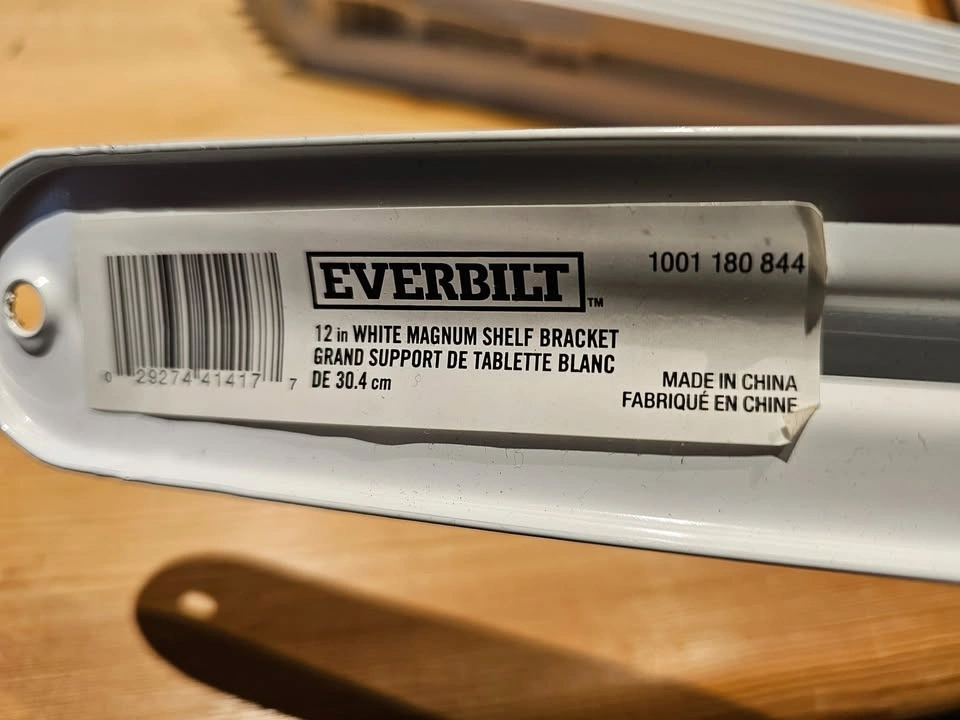 EVERBILT™
1001 180 844
12 in WHITE MAGNUM SHELF BRACKET
GRAND SUPPORT DE TABLETTE BLANC
DE 30.4 cm
0 29274 41417 7
MADE IN CHINA
FABRIQUÉ EN CHINE